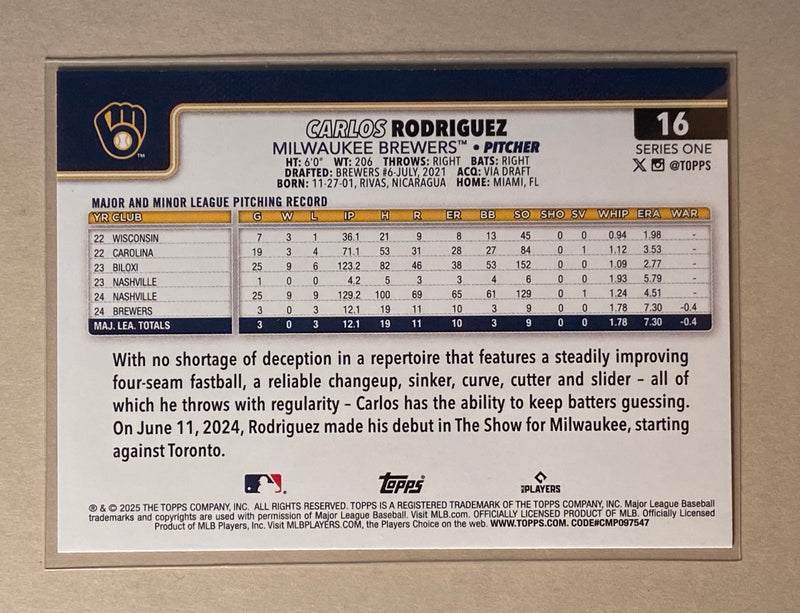 CARLOS RODRIGUEZ
16
MILWAUKEE BREWERS™ • PITCHER
SERIES ONE
HT: 6'0" WT: 206 THROWS: RIGHT BATS: RIGHT
@TOPPS
DRAFTED: BREWERS #6-JULY, 2021 ACQ: VIA DRAFT
BORN: 11-27-01, RIVAS, NICARAGUA HOME: MIAMI, FL
MAJOR AND MINOR LEAGUE PITCHING RECORD
YR CLUB G W L IP H R ER BB SO SHO SV WHIP ERA WAR
22 WISCONSIN 7 3 1 36.1 21 9 8 13 45 0 0 0.94 1.98 -
22 CAROLINA 19 3 4 71.1 53 31 28 27 84 0 1 1.12 3.53 -
23 BILOXI 25 9 6 123.2 82 46 38 53 152 0 0 1.09 2.77 -
23 NASHVILLE 1 0 0 4.2 5 3 3 4 6 0 0 1.93 5.79 -
24 NASHVILLE 25 9 9 129.2 100 69 65 61 129 0 1 1.24 4.51 -
24 BREWERS 3 0 3 12.1 19 11 10 3 9 0 0 1.78 7.30 -0.4
MAJ. LEA. TOTALS 3 0 3 12.1 19 11 10 3 9 0 0 1.78 7.30 -0.4
With no shortage of deception in a repertoire that features a steadily improving
four-seam fastball, a reliable changeup, sinker, curve, cutter and slider – all of
which he throws with regularity – Carlos has the ability to keep batters guessing.
On June 11, 2024, Rodriguez made his debut in The Show for Milwaukee, starting
against Toronto.
Topps
PLAYERS
® & © 2025 THE TOPPS COMPANY, INC. ALL RIGHTS RESERVED. TOPPS IS A REGISTERED TRADEMARK OF THE TOPPS COMPANY, INC. Major League Baseball
trademarks and copyrights are used with permission of Major League Baseball. Visit MLB.com. OFFICIALLY LICENSED PRODUCT OF MLB. Officially Licensed
Product of MLB Players, Inc. Visit MLBPLAYERS.COM, the Players Choice on the web. WWW.TOPPS.COM. CODE#CMP097547